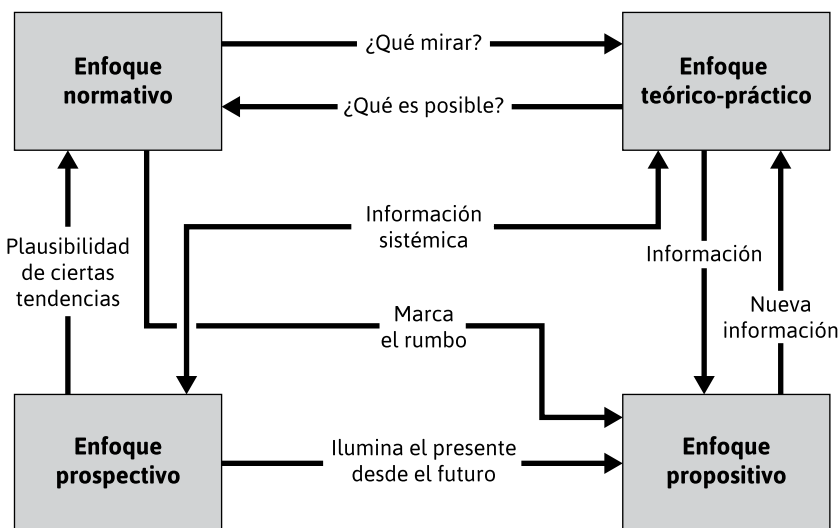 Enfoque
normativo
¿Qué mirar?
Enfoque
teórico-práctico
¿Qué es posible?
Información
sistémica
Plausibilidad
de ciertas
tendencias
Información
Marca
el rumbo
Nueva
información
Enfoque
prospectivo
Ilumina el presente
desde el futuro
Enfoque
propositivo